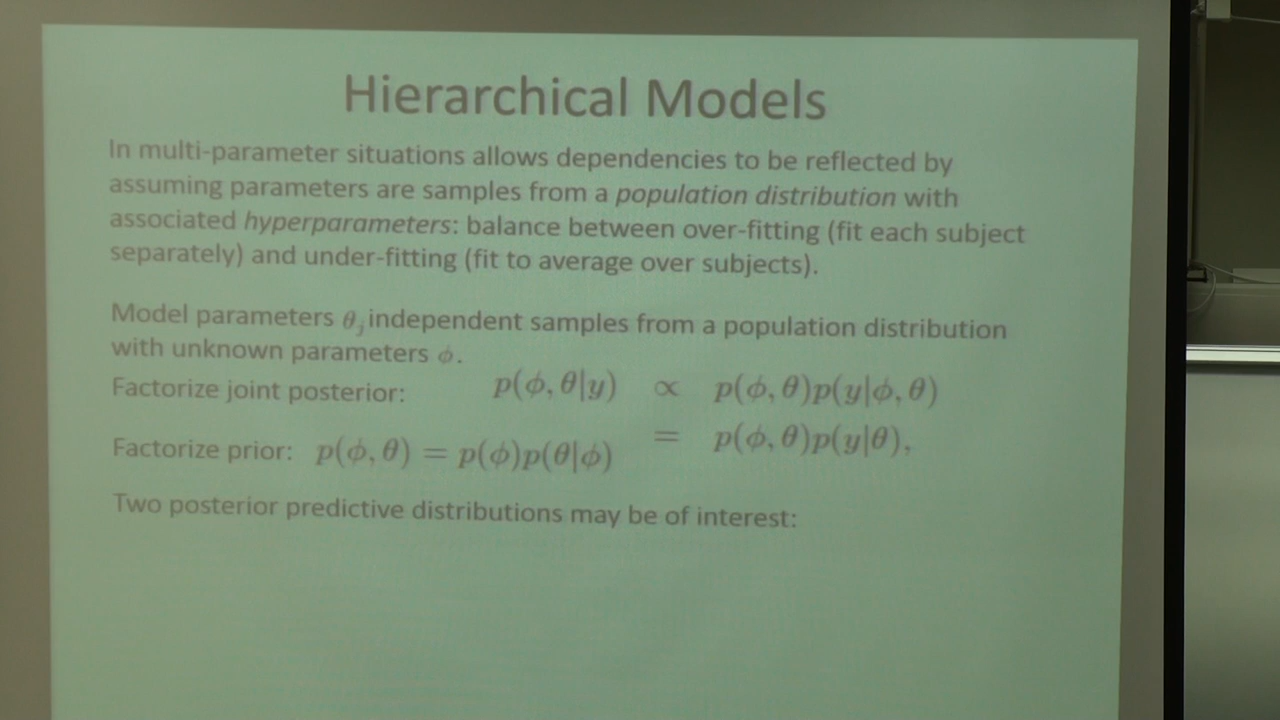 Hierarchical Models
In multi-parameter situations allows dependencies to be reflected by
assuming parameters are samples from a population distribution with
associated hyperparameters: balance between over-fitting (fit each subject
separately) and under-fitting (fit to average over subjects).
Model parameters θⱼ independent samples from a population distribution
with unknown parameters ϕ.
Factorize joint posterior: p(ϕ, θ|y) ∝ p(ϕ, θ)p(y|ϕ, θ)
= p(ϕ, θ)p(y|θ),
Factorize prior: p(ϕ, θ) = p(ϕ)p(θ|ϕ)
Two posterior predictive distributions may be of interest: